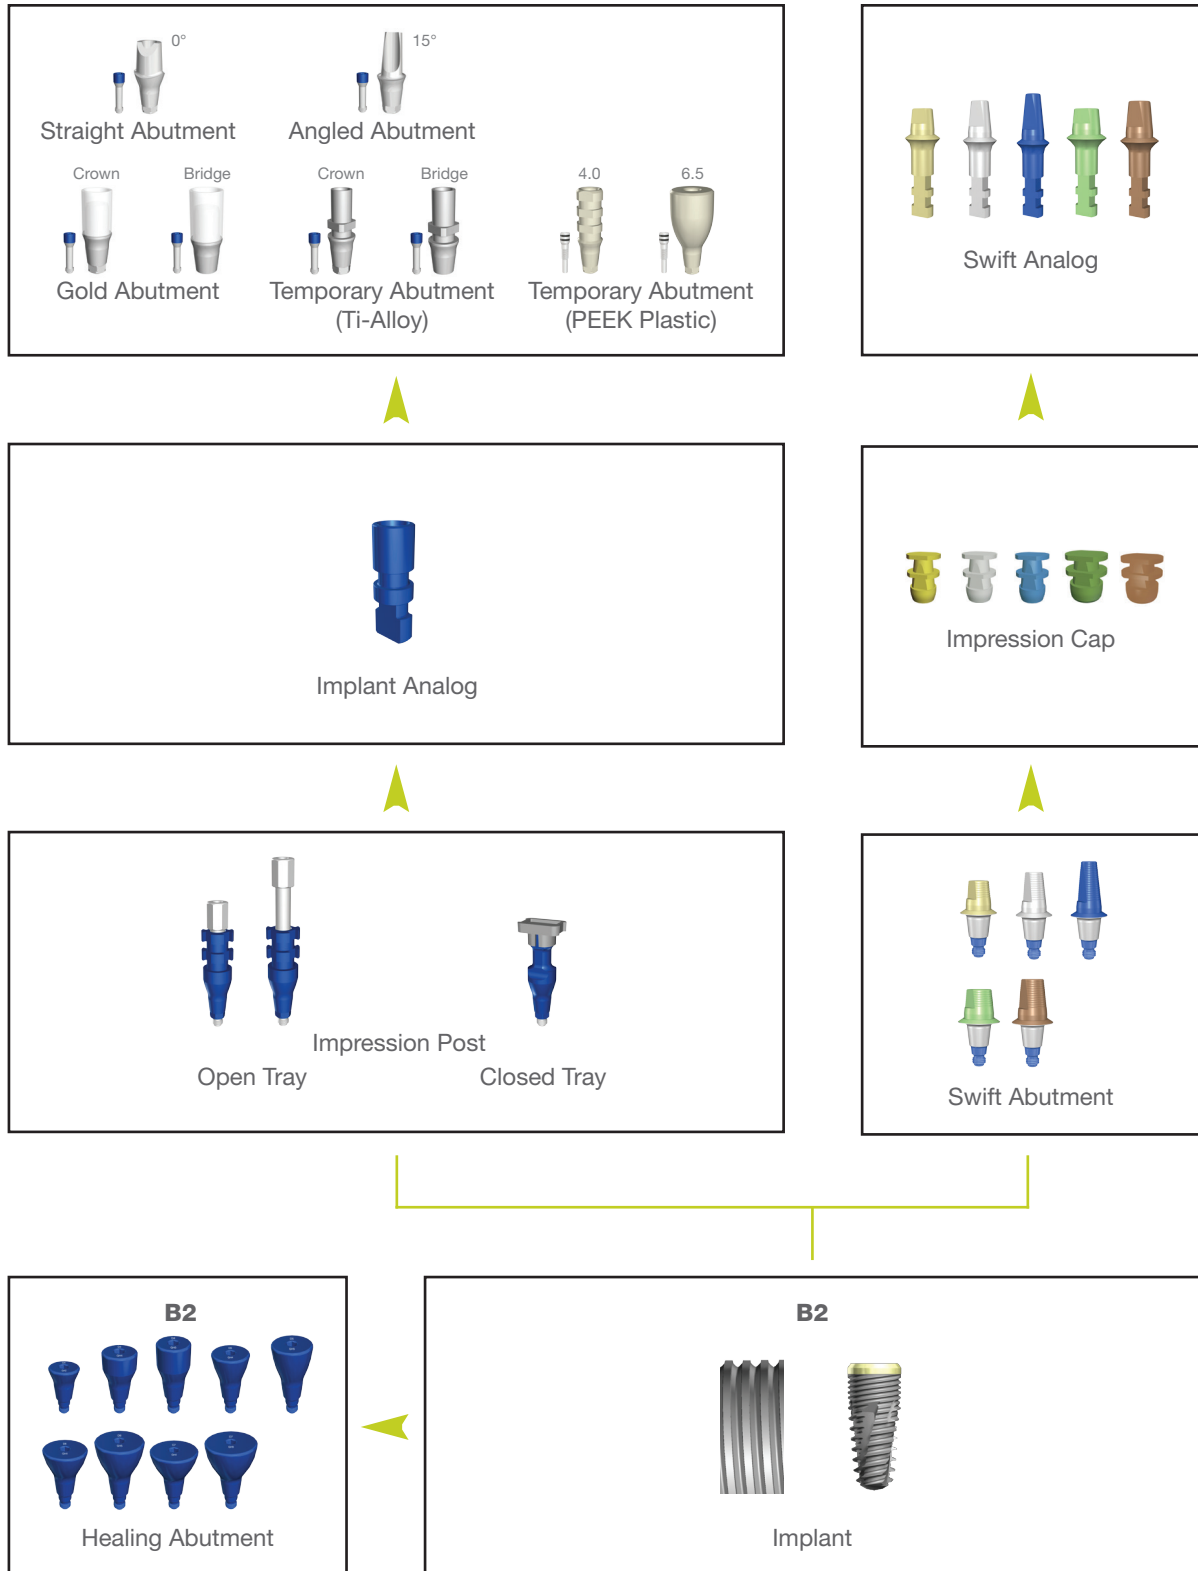 0°
15°
Straight Abutment
Angled Abutment
Crown
Bridge
Crown
Bridge
4.0
6.5
Gold Abutment
Temporary Abutment
(Ti-Alloy)
Temporary Abutment
(PEEK Plastic)
Swift Analog
Implant Analog
Impression Cap
Impression Post
Open Tray
Closed Tray
Swift Abutment
B2
Healing Abutment
B2
Implant